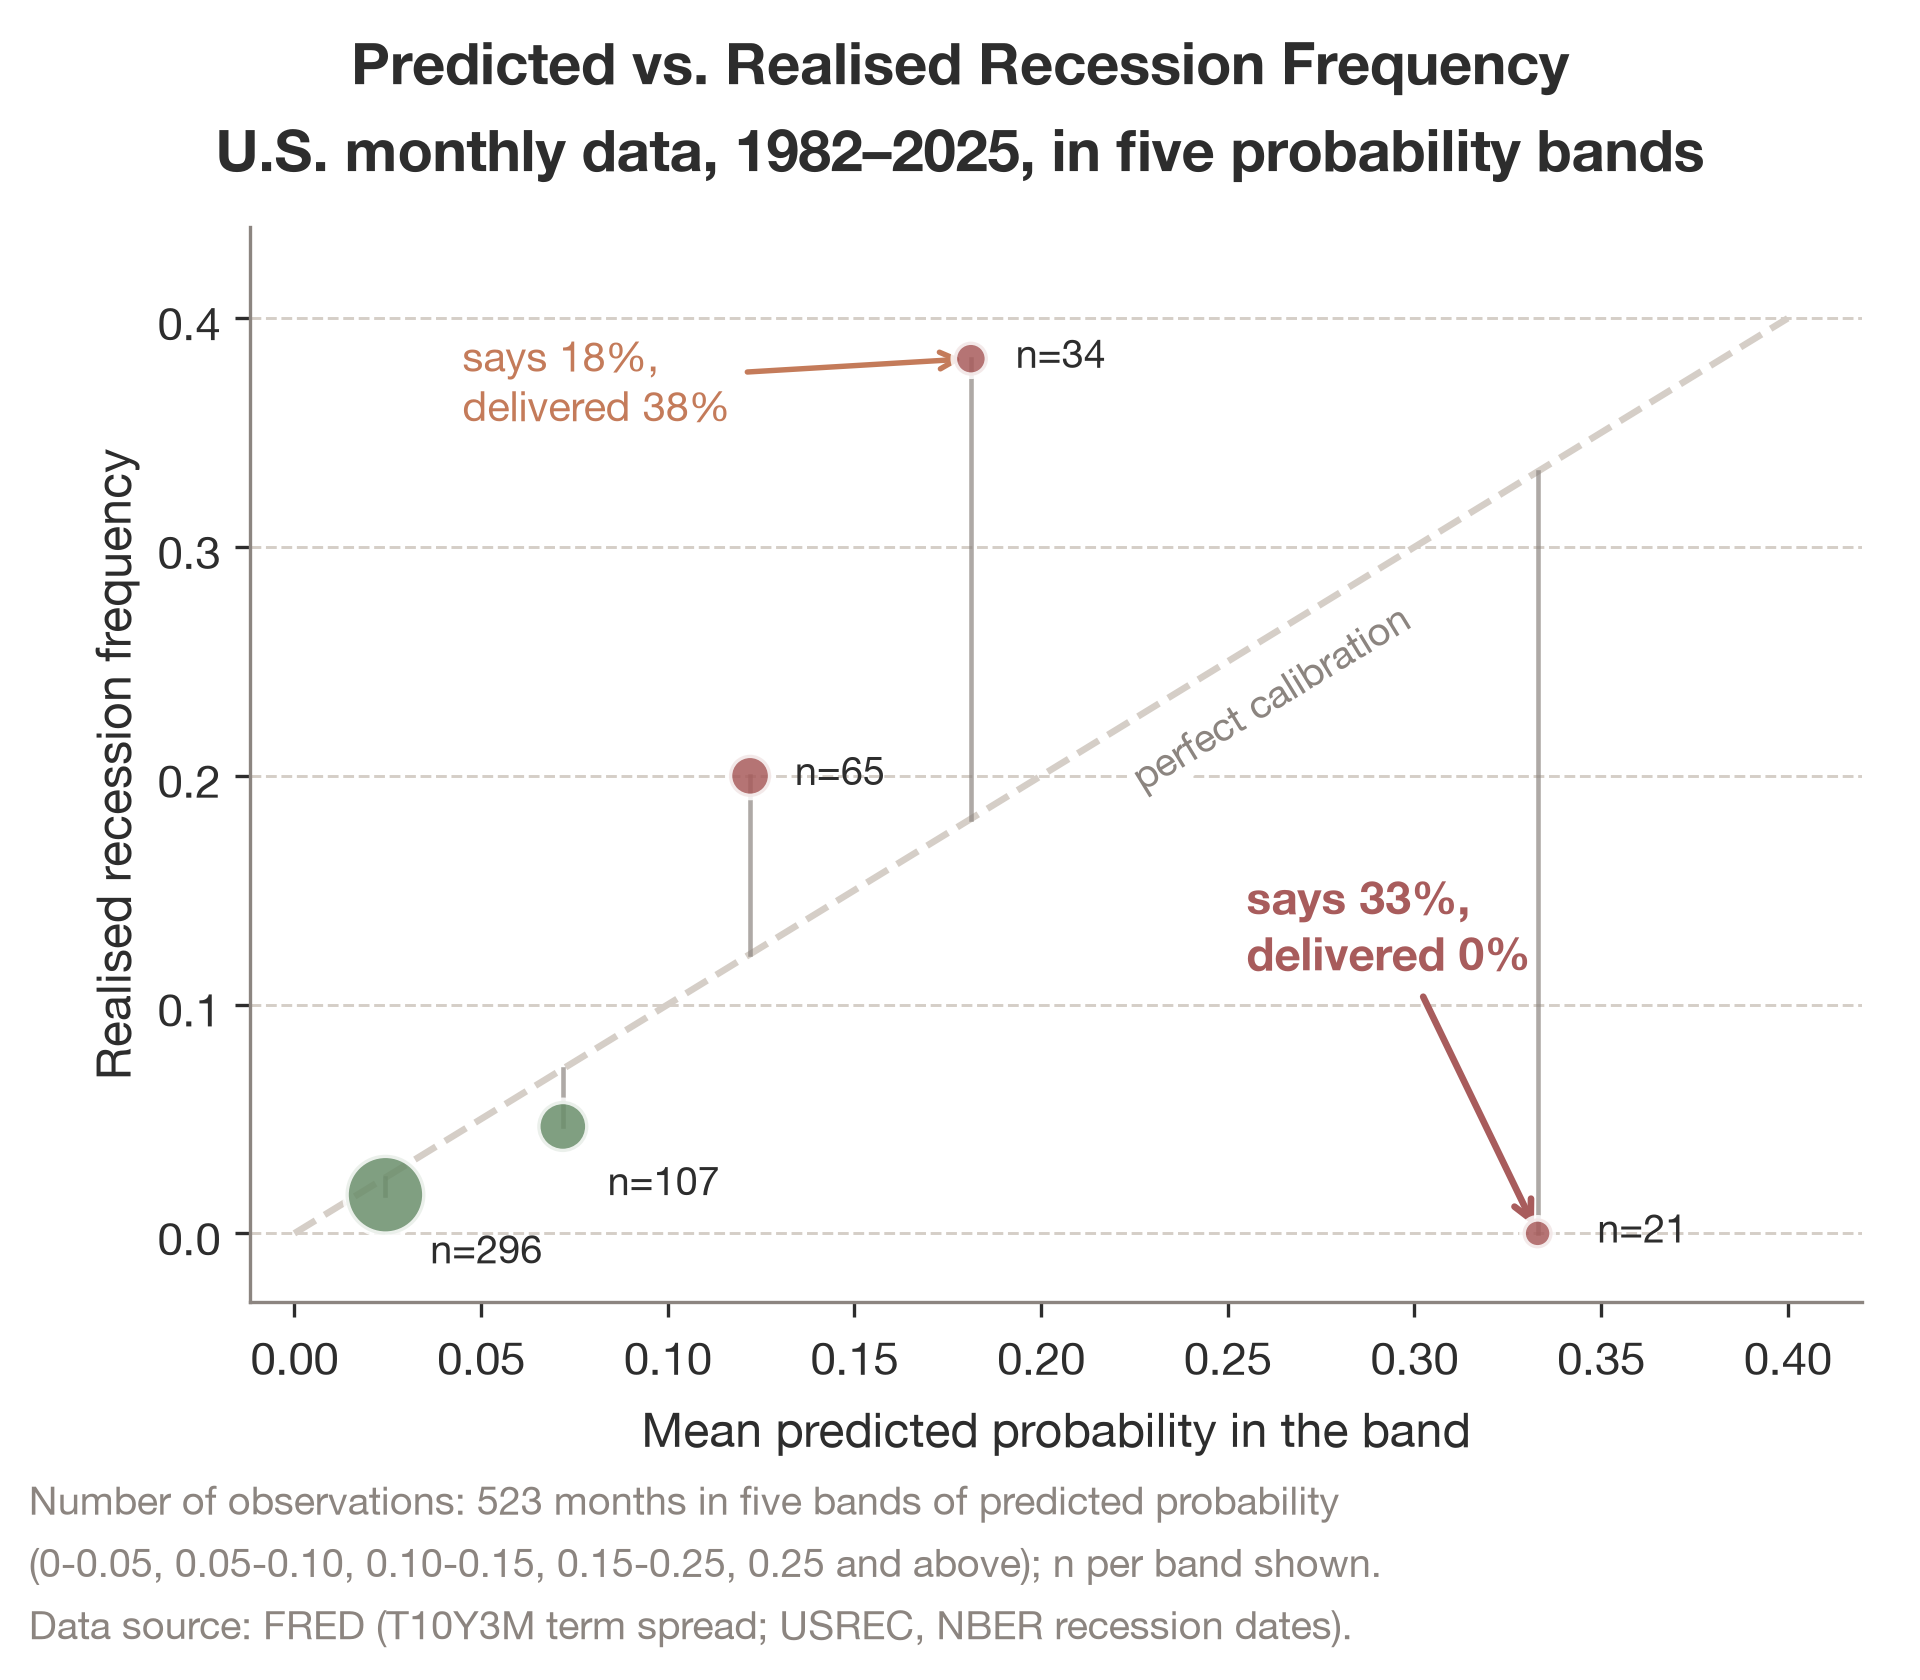 Predicted vs. Realised Recession Frequency
U.S. monthly data, 1982–2025, in five probability bands
Realised recession frequency
0.4
0.3
0.2
0.1
0.0
says 18%,
delivered 38%
n=34
n=65
perfect calibration
says 33%,
delivered 0%
n=107
n=296
n=21
0.00 0.05 0.10 0.15 0.20 0.25 0.30 0.35 0.40
Mean predicted probability in the band
Number of observations: 523 months in five bands of predicted probability
(0-0.05, 0.05-0.10, 0.10-0.15, 0.15-0.25, 0.25 and above); n per band shown.
Data source: FRED (T10Y3M term spread; USREC, NBER recession dates).